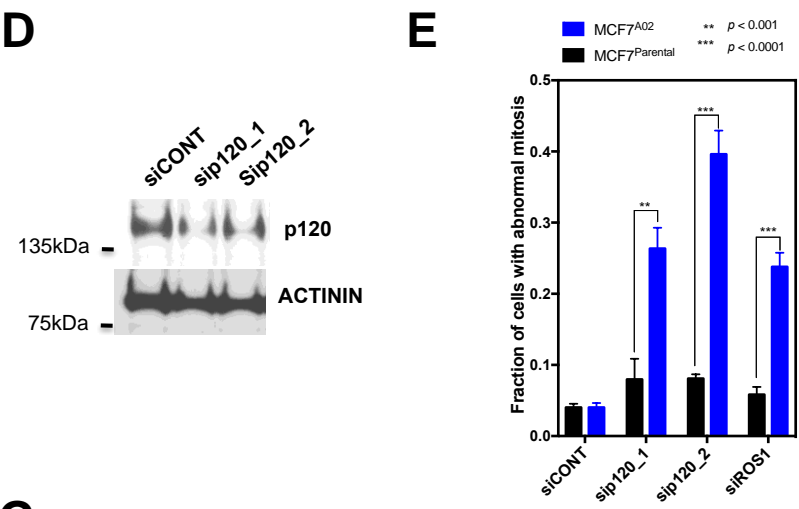 D
siCONT
sip120_1
Sip120_2
p120
135kDa
ACTININ
75kDa
E
MCF7A02
** p < 0.001
MCF7Parental
*** p < 0.0001
Fraction of cells with abnormal mitosis
0.5
0.4
0.3
0.2
0.1
0.0
**
***
***
siCONT
sip120_1
sip120_2
siROS1